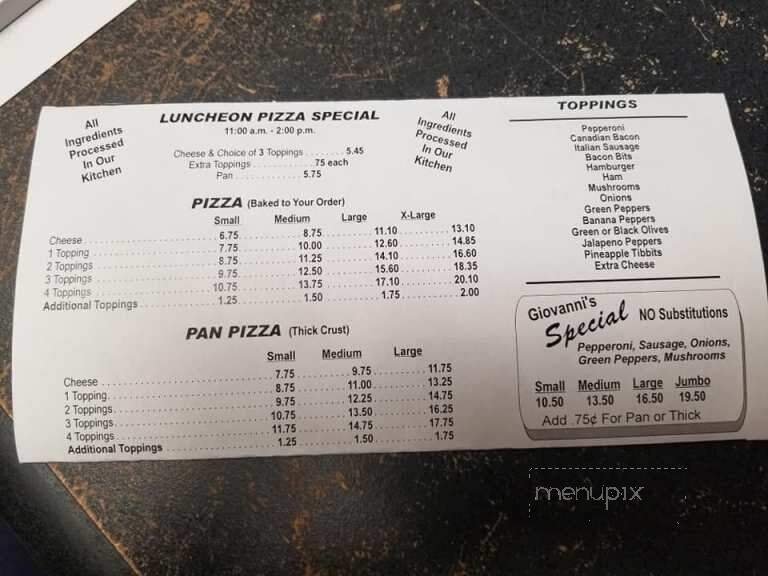 All
Ingredients
Processed
In Our
Kitchen
LUNCHEON PIZZA SPECIAL
11:00 a.m. - 2:00 p.m.
Cheese & Choice of 3 Toppings ........ 5.45
Extra Toppings ............. .75 each
Pan ............. 5.75
All
Ingredients
Processed
In Our
Kitchen
PIZZA (Baked to Your Order)
Small Medium Large X-Large
Cheese 6.75 8.75 11.10 13.10
1 Topping 7.75 10.00 12.60 14.85
2 Toppings 8.75 11.25 14.10 16.60
3 Toppings 9.75 12.50 15.60 18.35
4 Toppings 10.75 13.75 17.10 20.10
Additional Toppings 1.25 1.50 1.75 2.00
PAN PIZZA (Thick Crust)
Small Medium Large
Cheese 7.75 9.75 11.75
1 Topping 8.75 11.00 13.25
2 Toppings 9.75 12.25 14.75
3 Toppings 10.75 13.50 16.25
4 Toppings 11.75 14.75 17.75
Additional Toppings 1.25 1.50 1.75
TOPPINGS
Pepperoni
Canadian Bacon
Italian Sausage
Bacon Bits
Hamburger
Ham
Mushrooms
Onions
Green Peppers
Banana Peppers
Green or Black Olives
Jalapeno Peppers
Pineapple Tibbits
Extra Cheese
Giovanni's
Special NO Substitutions
Pepperoni, Sausage, Onions,
Green Peppers, Mushrooms
Small Medium Large Jumbo
10.50 13.50 16.50 19.50
Add .75¢ For Pan or Thick
menupix